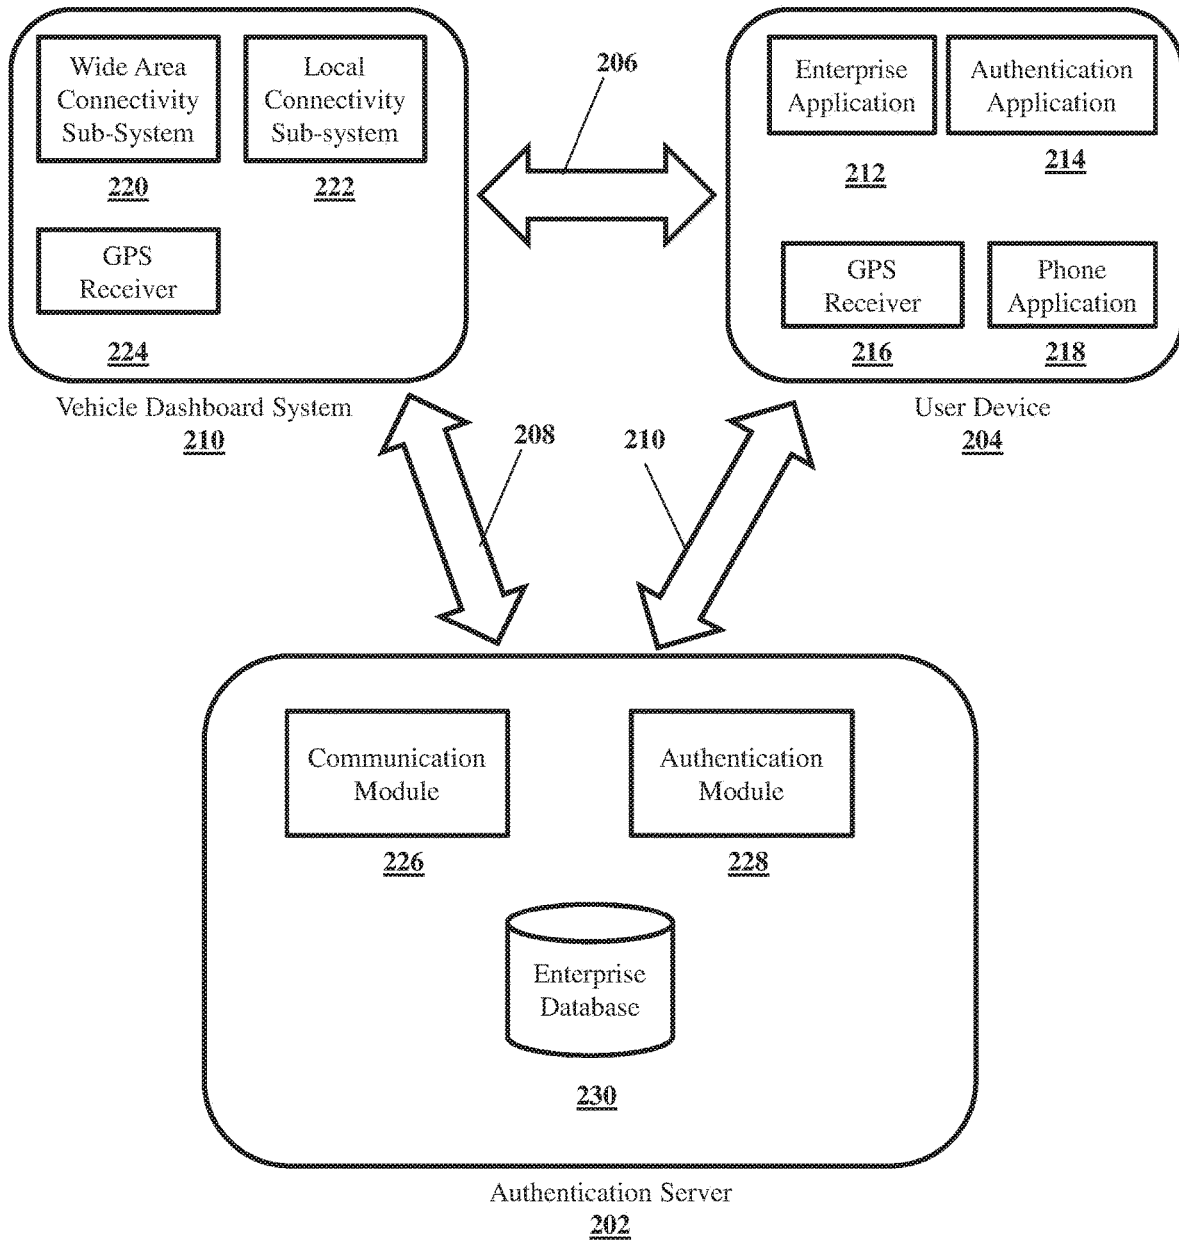 Wide Area
Connectivity
Sub-System
220
Local
Connectivity
Sub-system
222
GPS
Receiver
224
Vehicle Dashboard System
210
206
Enterprise
Application
212
Authentication
Application
214
GPS
Receiver
216
Phone
Application
218
User Device
204
208
210
Communication
Module
226
Authentication
Module
228
Enterprise
Database
230
Authentication Server
202